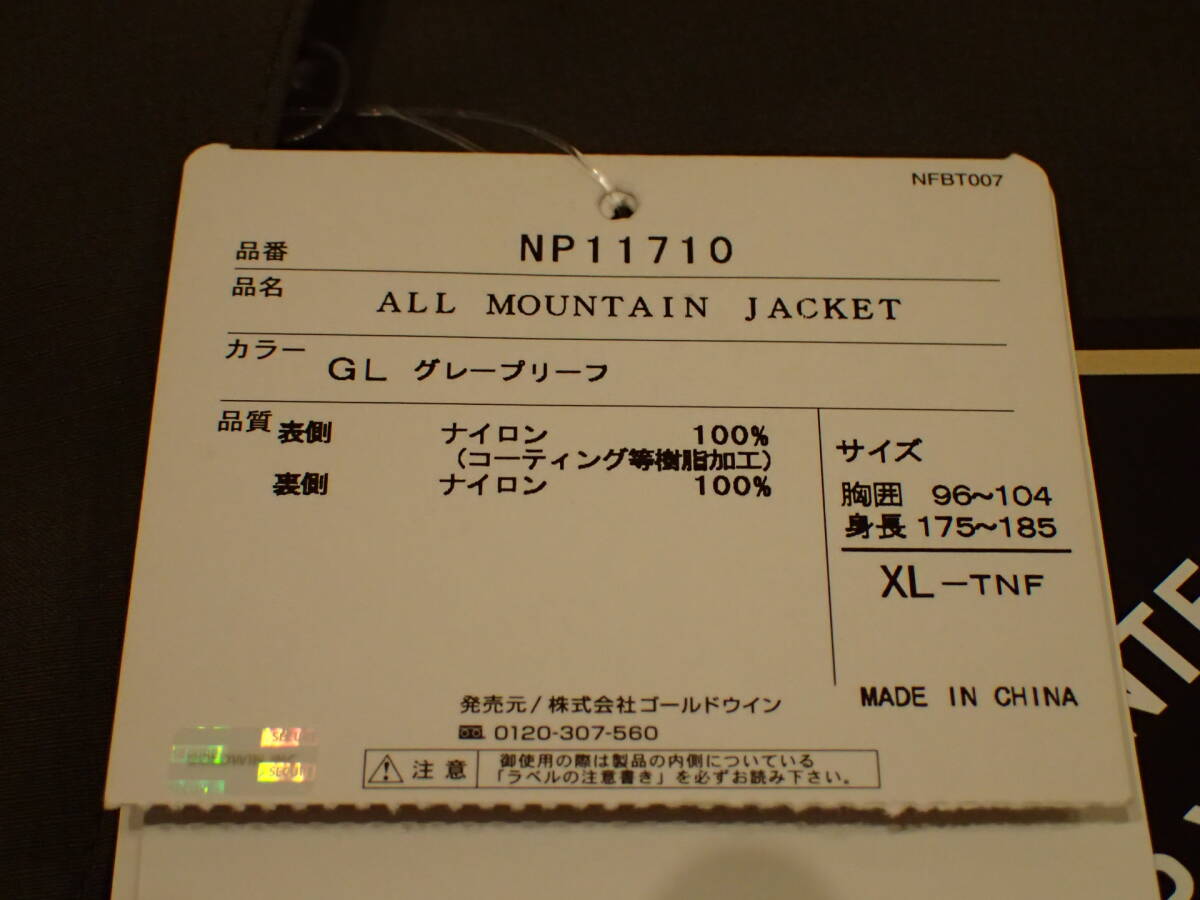 NFBT007
品番 NP11710
品名 ALL MOUNTAIN JACKET
カラー GL グレープリーフ
品質 表側 ナイロン 100%
(コーティング等樹脂加工)
裏側 ナイロン 100%
サイズ
胸囲 96~104
身長 175~185
XL-TNF
MADE IN CHINA
発売元/株式会社ゴールドウイン
0120-307-560
注意
御使用の際は製品の内側についている
「ラベルの注意書き」を必ずお読み下さい。